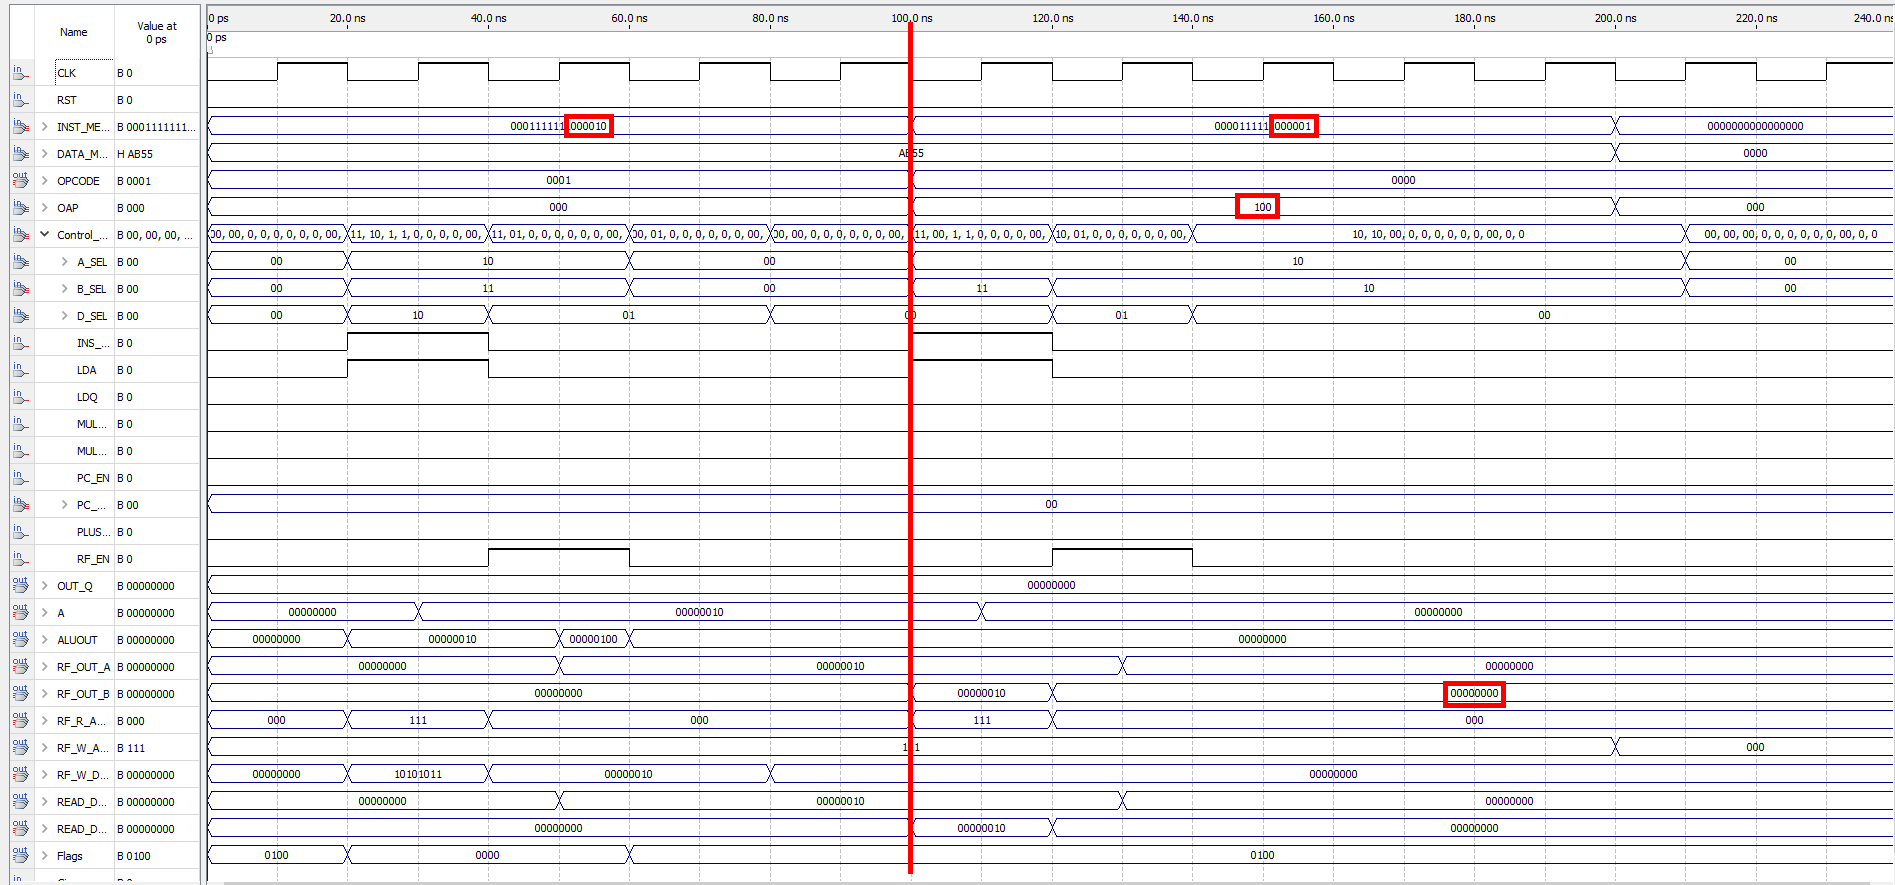 Name Value at 0 ps
0 ps 20.0 ns 40.0 ns 60.0 ns 80.0 ns 100.0 ns 120.0 ns 140.0 ns 160.0 ns 180.0 ns 200.0 ns 220.0 ns 240.0 ns
0 ps
in CLK B 0
in RST B 0
in INST_ME... B 0001111111... 0001111111000010 0000111111000001 0000000000000000
in DATA_M... H AB55 AB55 0000
out OPCODE B 0001 0001 0000
in OAP B 000 000 100 000
in Control_... B 00, 00, 00, ... 00, 00, 0, 0, 0, 0, 0, 0, 00, 11, 10, 1, 1, 0, 0, 0, 0, 00, 11, 01, 0, 0, 0, 0, 0, 0, 00, 00, 01, 0, 0, 0, 0, 0, 0, 00, 00, 00, 0, 0, 0, 0, 0, 0, 00, 11, 00, 1, 1, 0, 0, 0, 0, 00, 10, 01, 0, 0, 0, 0, 0, 0, 00, 10, 10, 00, 0, 0, 0, 0, 0, 0, 00, 0, 0 00, 00, 00, 0, 0, 0, 0, 0, 0, 00, 0, 0
in A_SEL B 00 00 10 00 10 00
in B_SEL B 00 00 11 00 11 10 00
in D_SEL B 00 00 10 01 00 01 00
in INS_... B 0
in LDA B 0
in LDQ B 0
in MUL... B 0
in MUL... B 0
in PC_EN B 0
in PC_... B 00 00
in PLUS... B 0
in RF_EN B 0
out OUT_Q B 00000000 00000000
out A B 00000000 00000000 00000010 00000000
out ALUOUT B 00000000 00000000 00000010 00000100 00000000
out RF_OUT_A B 00000000 00000000 00000010 00000000
out RF_OUT_B B 00000000 00000000 00000010 00000000
out RF_R_A... B 000 000 111 000 111 000
out RF_W_A... B 111 111 000
out RF_W_D... B 00000000 00000000 10101011 00000010 00000000
out READ_D... B 00000000 00000000 00000010 00000000
out READ_D... B 00000000 00000000 00000010 00000000
out Flags B 0100 0100 0000 0100